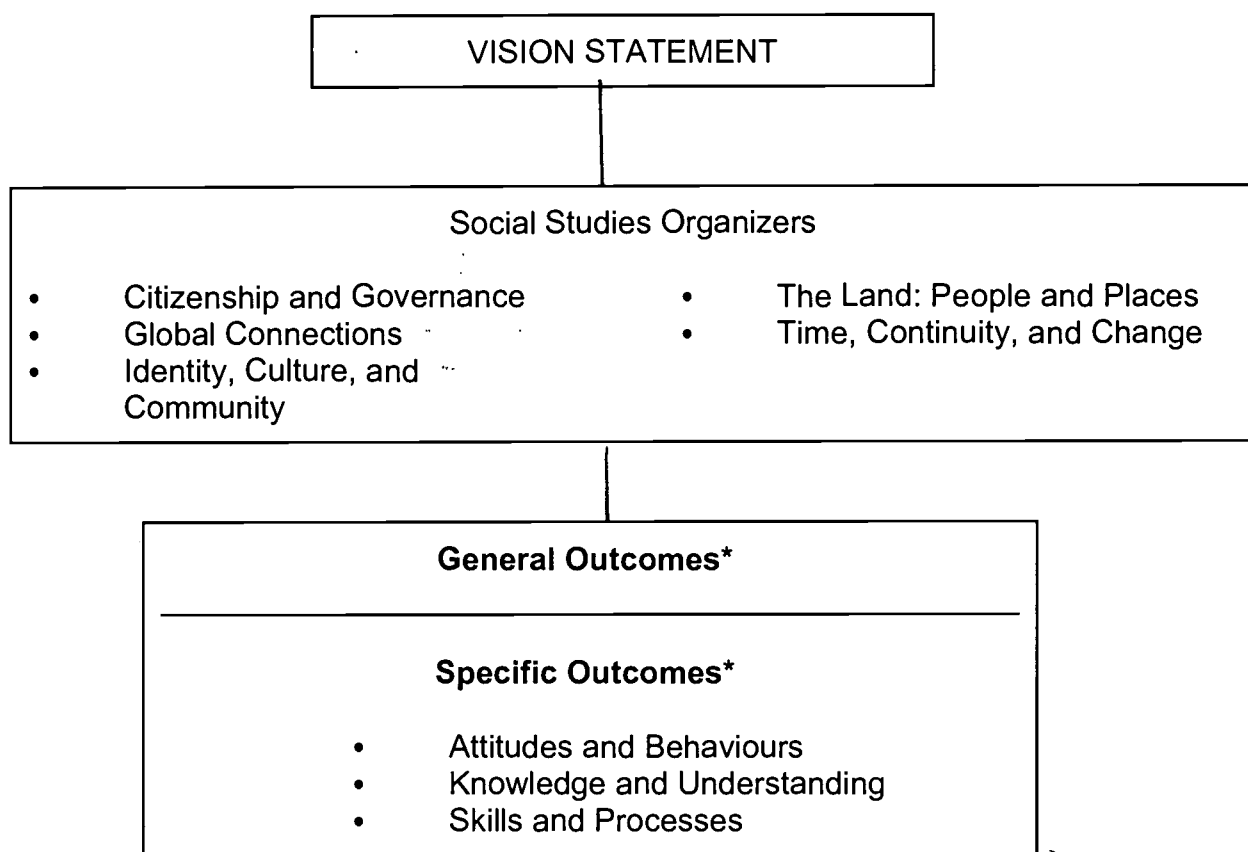 VISION STATEMENT
Social Studies Organizers
• Citizenship and Governance
• Global Connections
• Identity, Culture, and
Community
• The Land: People and Places
• Time, Continuity, and Change
General Outcomes*
Specific Outcomes*
• Attitudes and Behaviours
• Knowledge and Understanding
• Skills and Processes